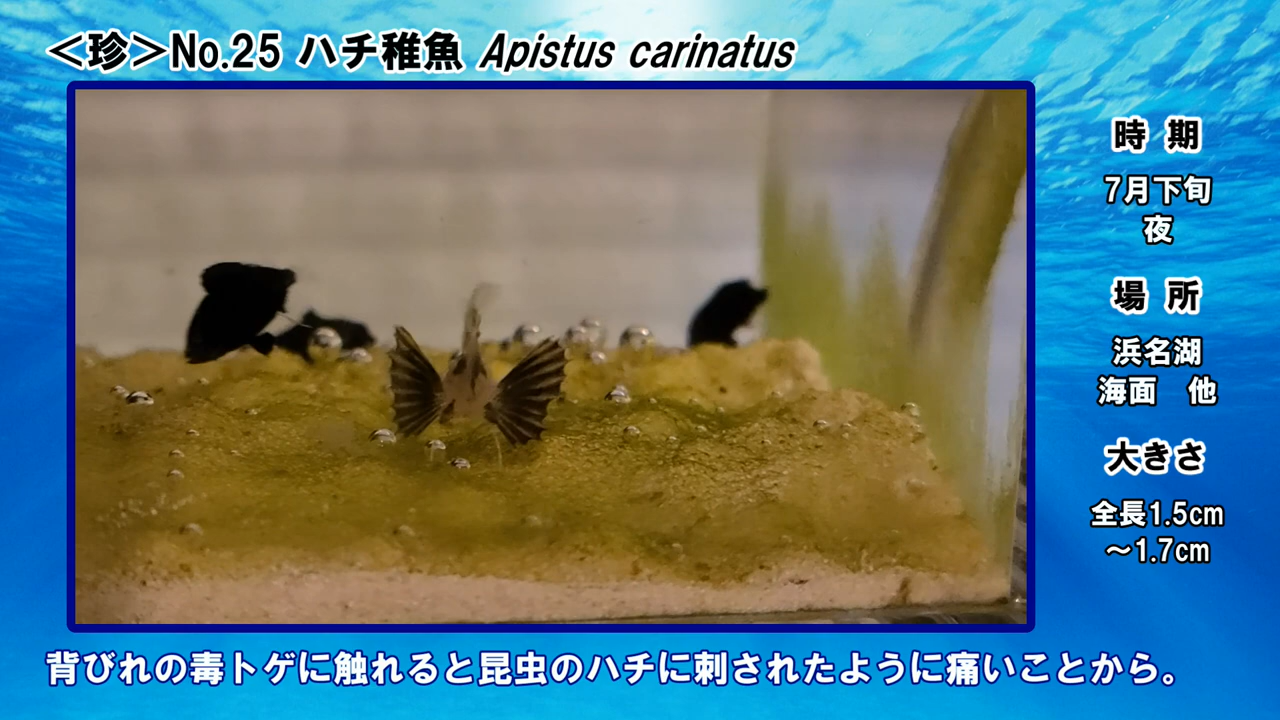 ＜珍＞No.25 ハチ稚魚 Apistus carinatus
時 期
7月下旬
夜
場 所
浜名湖
海面　他
大きさ
全長1.5cm
～1.7cm
背びれの毒トゲに触れると昆虫のハチに刺されたように痛いことから。